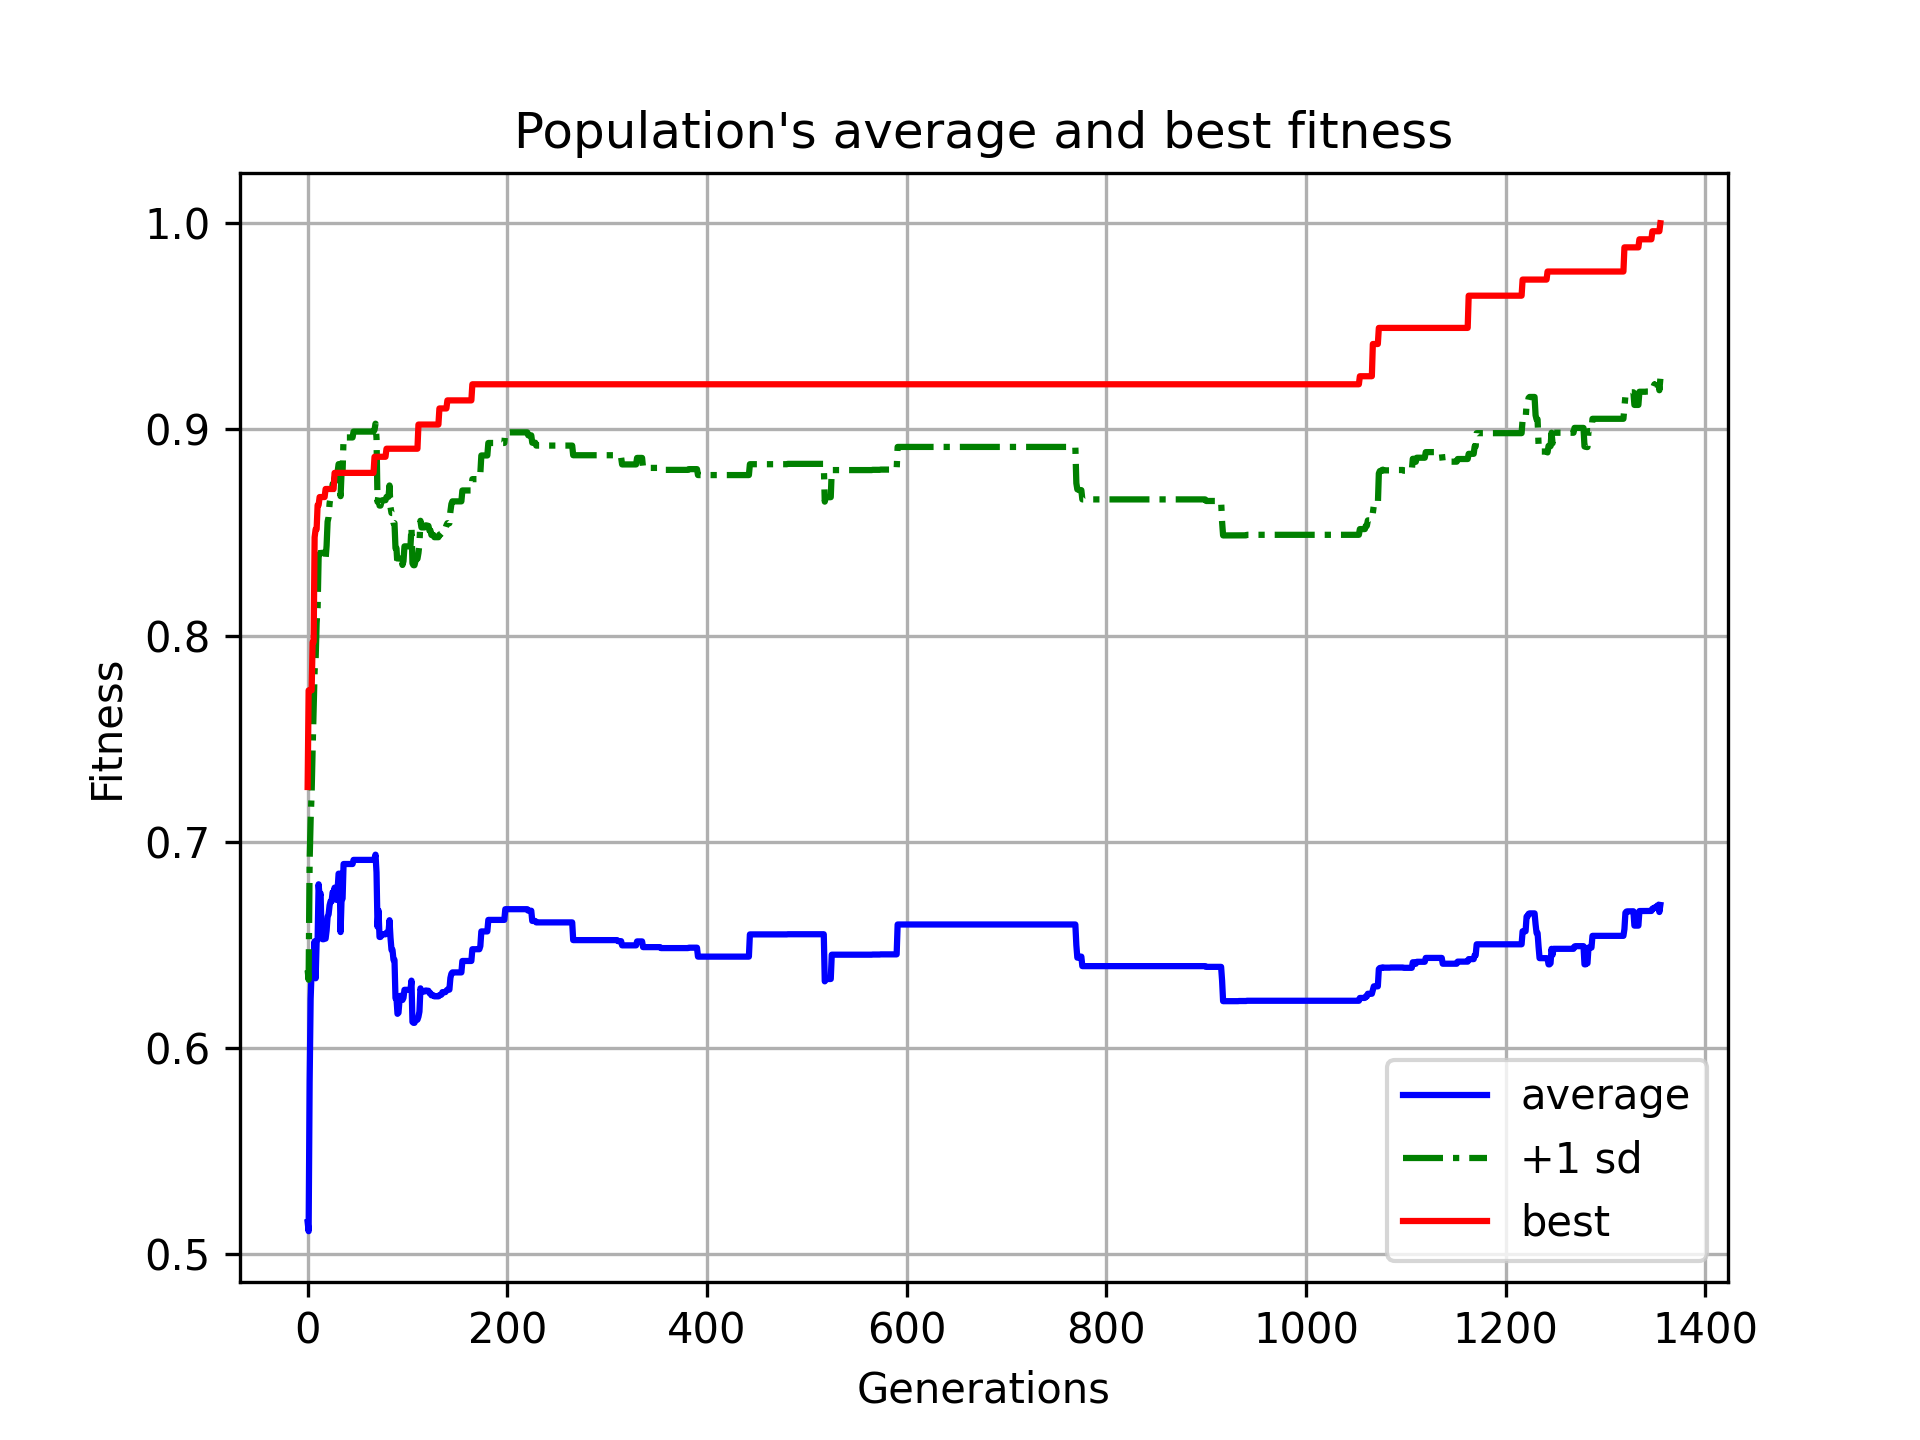 Population's average and best fitness
1.0
0.9
0.8
0.7
0.6
0.5
Fitness
0 200 400 600 800 1000 1200 1400
Generations
average
+1 sd
best